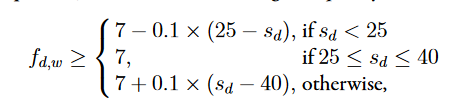 7 − 0.1 × (25 − s_d), if s_d < 25
f_{d,w} ≥ { 7, if 25 ≤ s_d ≤ 40
7 + 0.1 × (s_d − 40), otherwise,